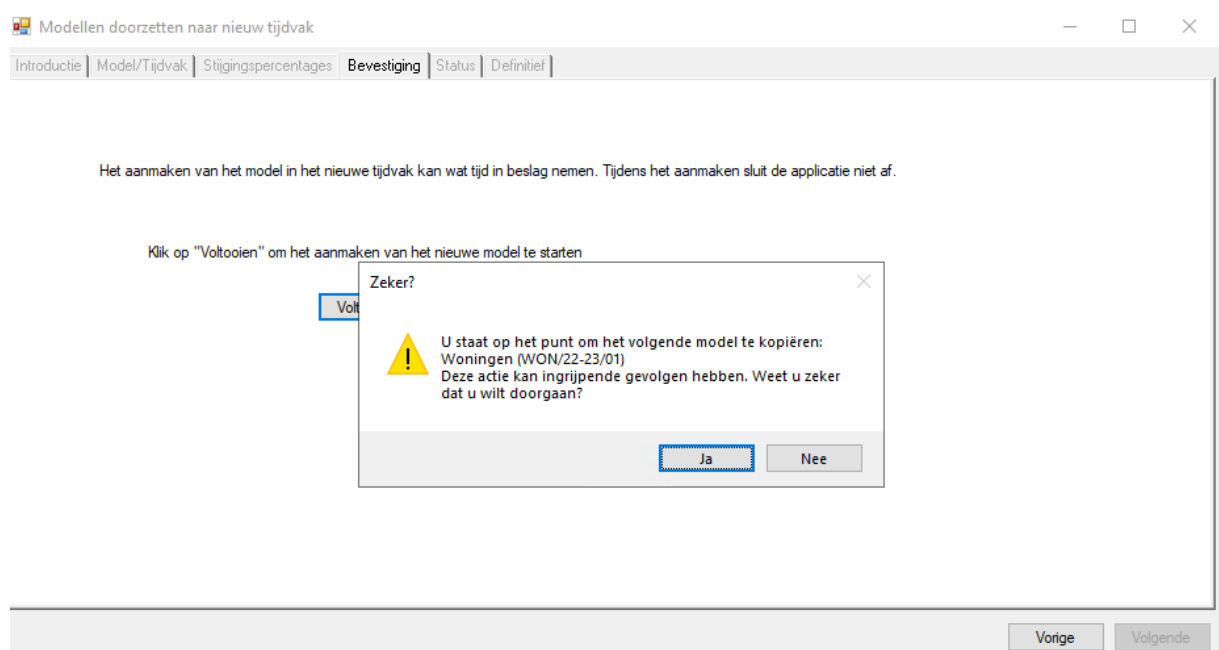 Modellen doorzetten naar nieuw tijdvak
Introductie Model/Tijdvak Stijgingspercentages Bevestiging Status Definitief
Het aanmaken van het model in het nieuwe tijdvak kan wat tijd in beslag nemen. Tijdens het aanmaken sluit de applicatie niet af.
Klik op "Voltooien" om het aanmaken van het nieuwe model te starten
Zeker?
U staat op het punt om het volgende model te kopiëren:
Woningen (WON/22-23/01)
Deze actie kan ingrijpende gevolgen hebben. Weet u zeker
dat u wilt doorgaan?
Ja Nee
Vorige Volgende